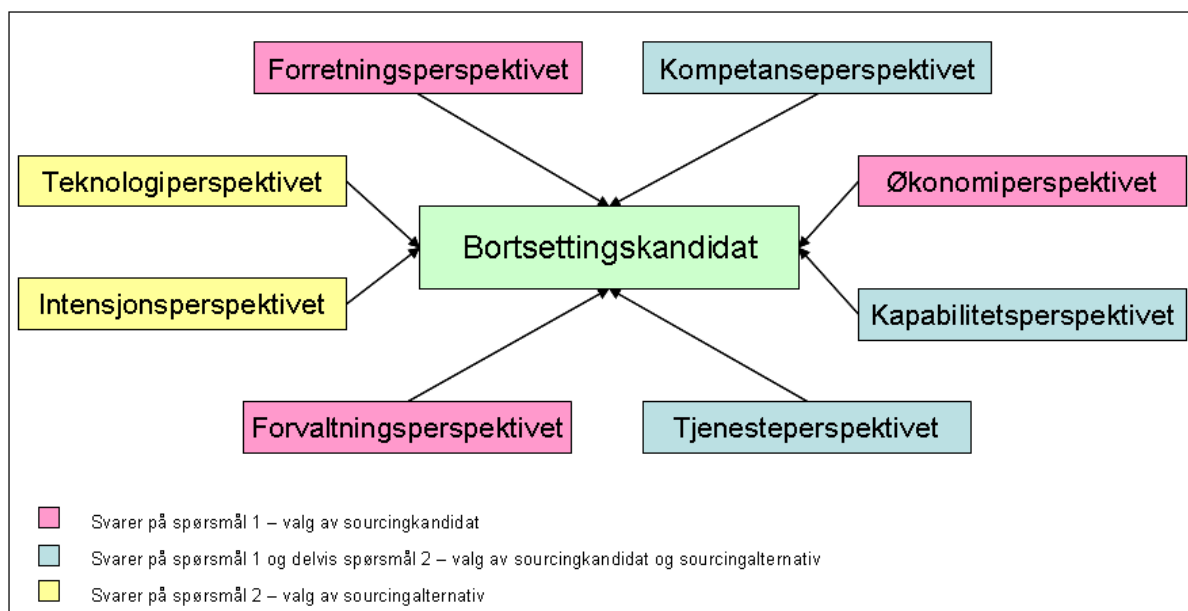 Forretningsperspektivet
Kompetanseperspektivet
Teknologiperspektivet
Økonomiperspektivet
Bortsettingskandidat
Intensjonsperspektivet
Kapabilitetsperspektivet
Forvaltningsperspektivet
Tjenesteperspektivet
Svarer på spørsmål 1 – valg av sourcingkandidat
Svarer på spørsmål 1 og delvis spørsmål 2 – valg av sourcingkandidat og sourcingalternativ
Svarer på spørsmål 2 – valg av sourcingalternativ